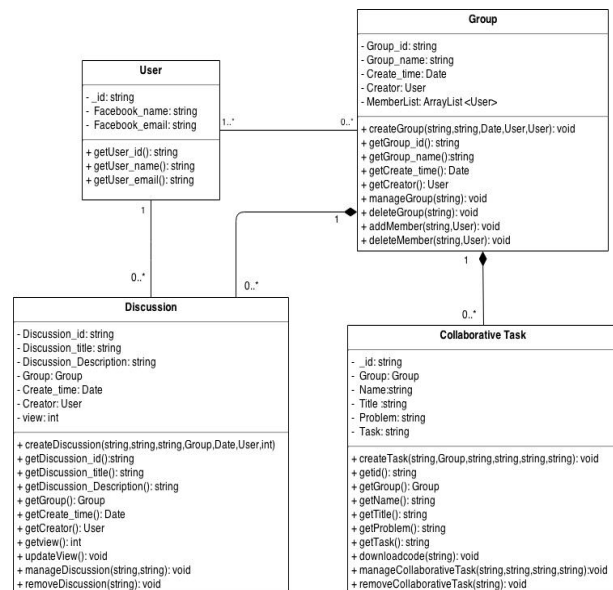 Group
- Group_id: string
- Group_name: string
- Create_time: Date
- Creator: User
- MemberList: ArrayList <User>
+ createGroup(string,string,Date,User,User): void
+ getGroup_id(): string
+ getGroup_name():string
+ getCreate_time(): Date
+ getCreator(): User
+ manageGroup(string): void
+ deleteGroup(string): void
+ addMember(string,User): void
+ deleteMember(string,User): void
User
- _id: string
- Facebook_name: string
- Facebook_email: string
+ getUser_id(): string
+ getUser_name(): string
+ getUser_email(): string
1..*
0..*
1
0..*
1
0..*
1
0..*
Discussion
- Discussion_id: string
- Discussion_title: string
- Discussion_Description: string
- Group: Group
- Create_time: Date
- Creator: User
- view: int
+ createDiscussion(string,string,string,Group,Date,User,int)
+ getDiscussion_id():string
+ getDiscussion_title(): string
+ getDiscussion_Description(): string
+ getGroup(): Group
+ getCreate_time(): Date
+ getCreator(): User
+ getview(): int
+ updateView(): void
+ manageDiscussion(string,string): void
+ removeDiscussion(string): void
Collaborative Task
- _id: string
- Group: Group
- Name:string
- Title :string
- Problem: string
- Task: string
+ createTask(string,Group,string,string,string,string): void
+ getid(): string
+ getGroup(): Group
+ getName(): string
+ getTitle(): string
+ getProblem(): string
+ getTask(): string
+ downloadcode(string): void
+ manageCollaborativeTask(string,string,string,string):void
+ removeCollaborativeTask(string): void